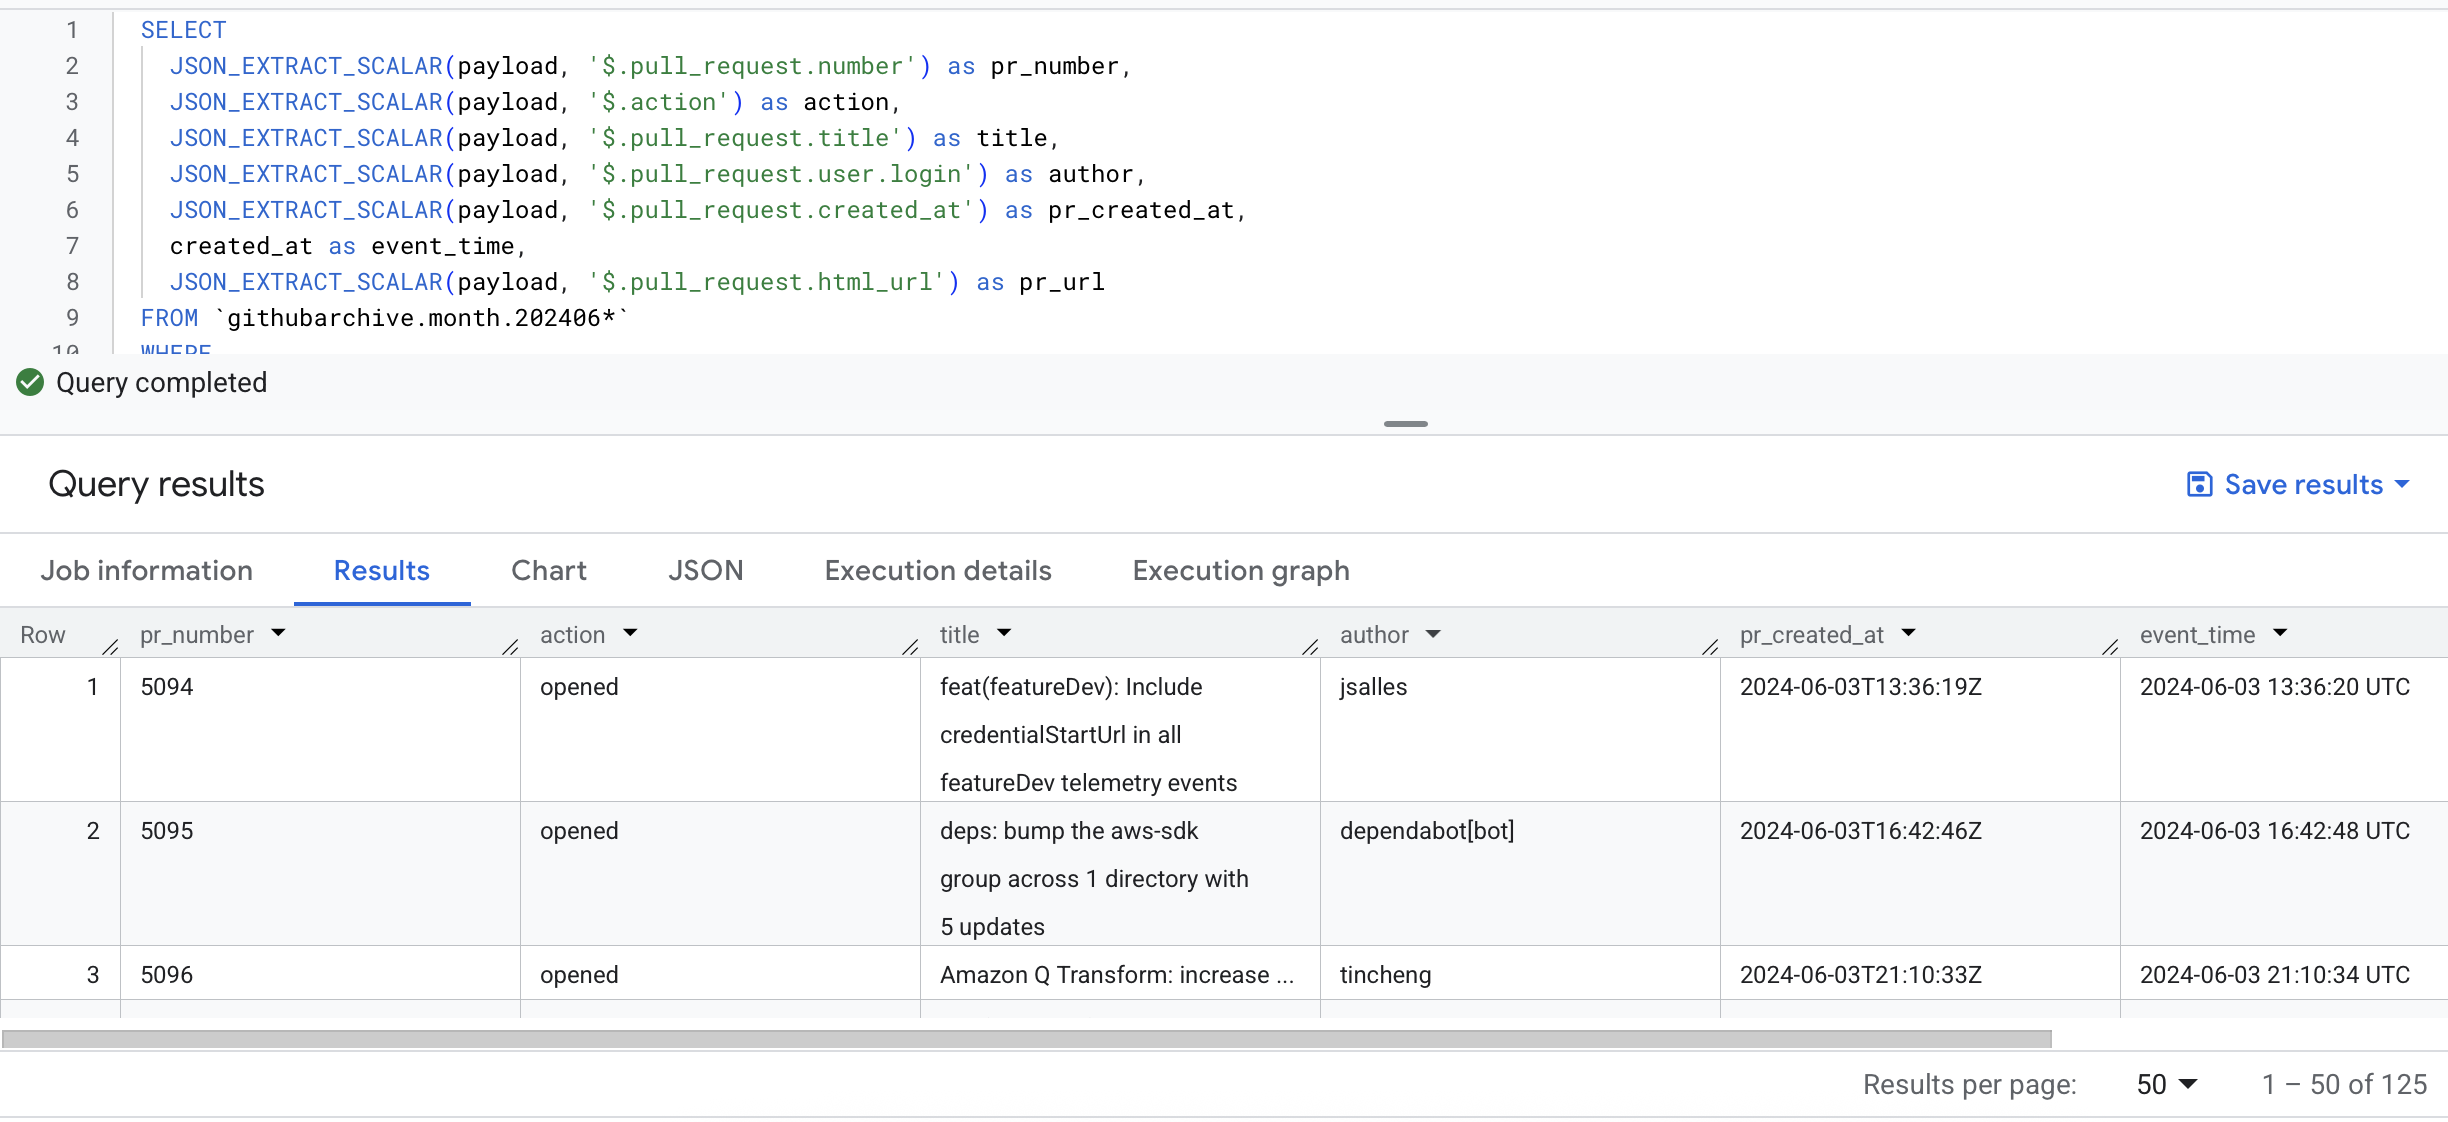 1 SELECT
2 JSON_EXTRACT_SCALAR(payload, '$.pull_request.number') as pr_number,
3 JSON_EXTRACT_SCALAR(payload, '$.action') as action,
4 JSON_EXTRACT_SCALAR(payload, '$.pull_request.title') as title,
5 JSON_EXTRACT_SCALAR(payload, '$.pull_request.user.login') as author,
6 JSON_EXTRACT_SCALAR(payload, '$.pull_request.created_at') as pr_created_at,
7 created_at as event_time,
8 JSON_EXTRACT_SCALAR(payload, '$.pull_request.html_url') as pr_url
9 FROM `githubarchive.month.202406*`
10 WHERE
Query completed
Query results
Save results
Job information Results Chart JSON Execution details Execution graph
Row pr_number action title author pr_created_at event_time
1 5094 opened feat(featureDev): Include jsalles 2024-06-03T13:36:19Z 2024-06-03 13:36:20 UTC
credentialStartUrl in all
featureDev telemetry events
2 5095 opened deps: bump the aws-sdk dependabot[bot] 2024-06-03T16:42:46Z 2024-06-03 16:42:48 UTC
group across 1 directory with
5 updates
3 5096 opened Amazon Q Transform: increase ... tincheng 2024-06-03T21:10:33Z 2024-06-03 21:10:34 UTC
Results per page: 50 1 – 50 of 125